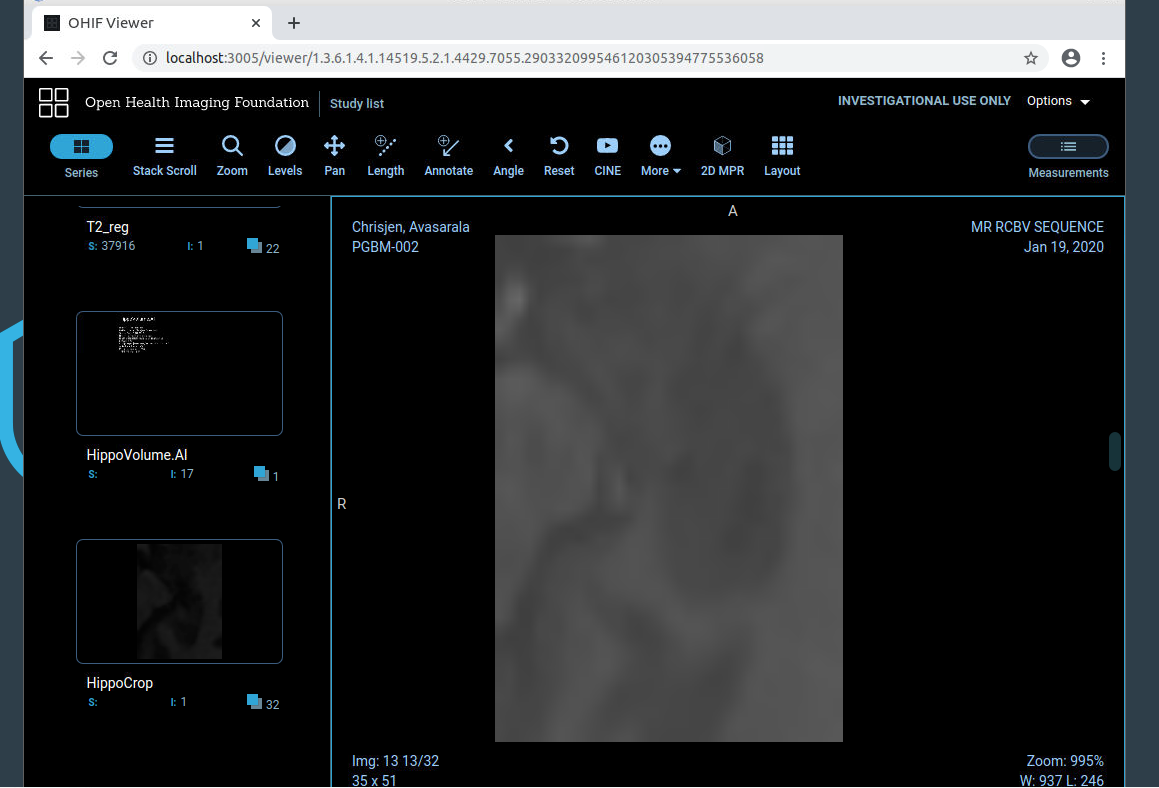 OHIF Viewer
localhost:3005/viewer/1.3.6.1.4.1.14519.5.2.1.4429.7055.290332099546120305394775536058
Open Health Imaging Foundation
Study list
INVESTIGATIONAL USE ONLY
Options
Series
Stack Scroll
Zoom
Levels
Pan
Length
Annotate
Angle
Reset
CINE
More
2D MPR
Layout
Measurements
T2_reg
S: 37916 I: 1 22
HippoVolume.AI
S: I: 17 1
HippoCrop
S: I: 1 32
A
Chrisjen, Avasarala
PGBM-002
MR RCBV SEQUENCE
Jan 19, 2020
R
Img: 13 13/32
35 x 51
Zoom: 995%
W: 937 L: 246